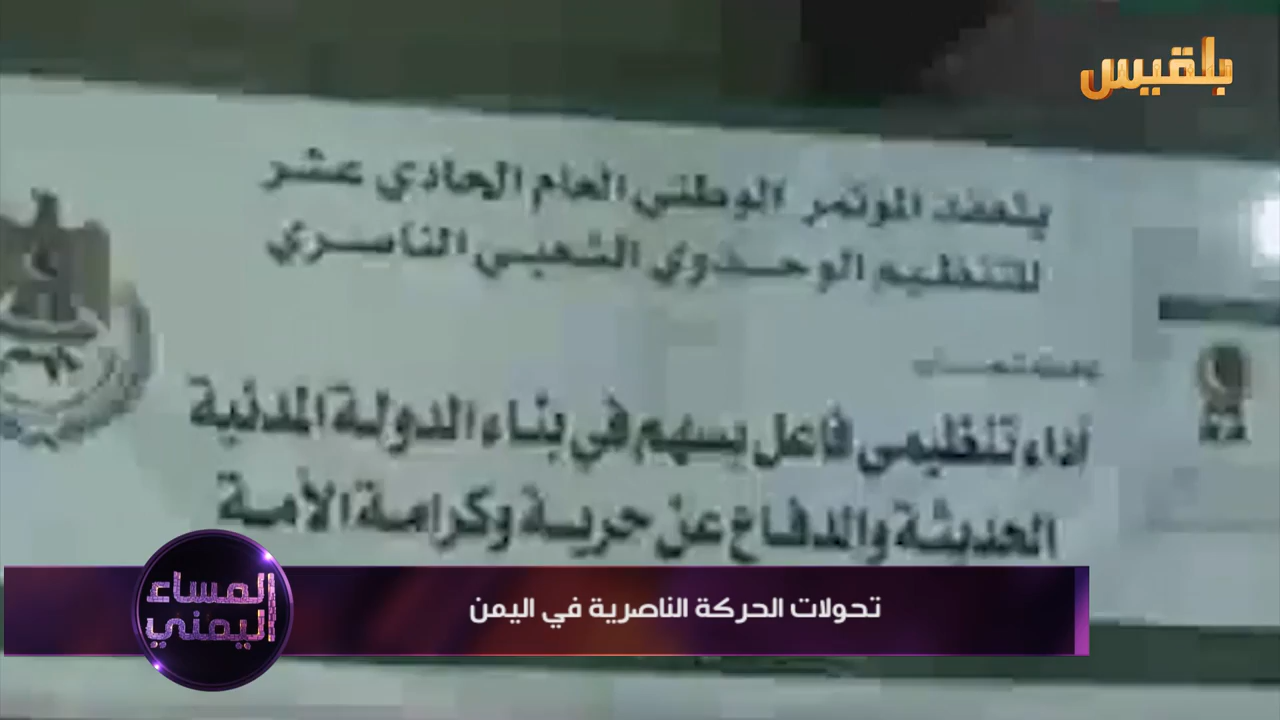 بلقيس
ينعقد المؤتمر الوطني العام الحادي عشر
للتنظيم الوحدوي الشعبي الناصري
أداء تنظيمي فاعل يسهم في بناء الدولة المدنية
الحديثة والدفاع عن حرية وكرامة الأمة
تحولات الحركة الناصرية في اليمن
المساء
اليمني